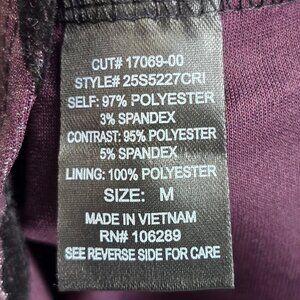 CUT# 17069-00
STYLE# 25S5227CRI
SELF: 97% POLYESTER
3% SPANDEX
CONTRAST: 95% POLYESTER
5% SPANDEX
LINING: 100% POLYESTER
SIZE: M
MADE IN VIETNAM
RN# 106289
SEE REVERSE SIDE FOR CARE